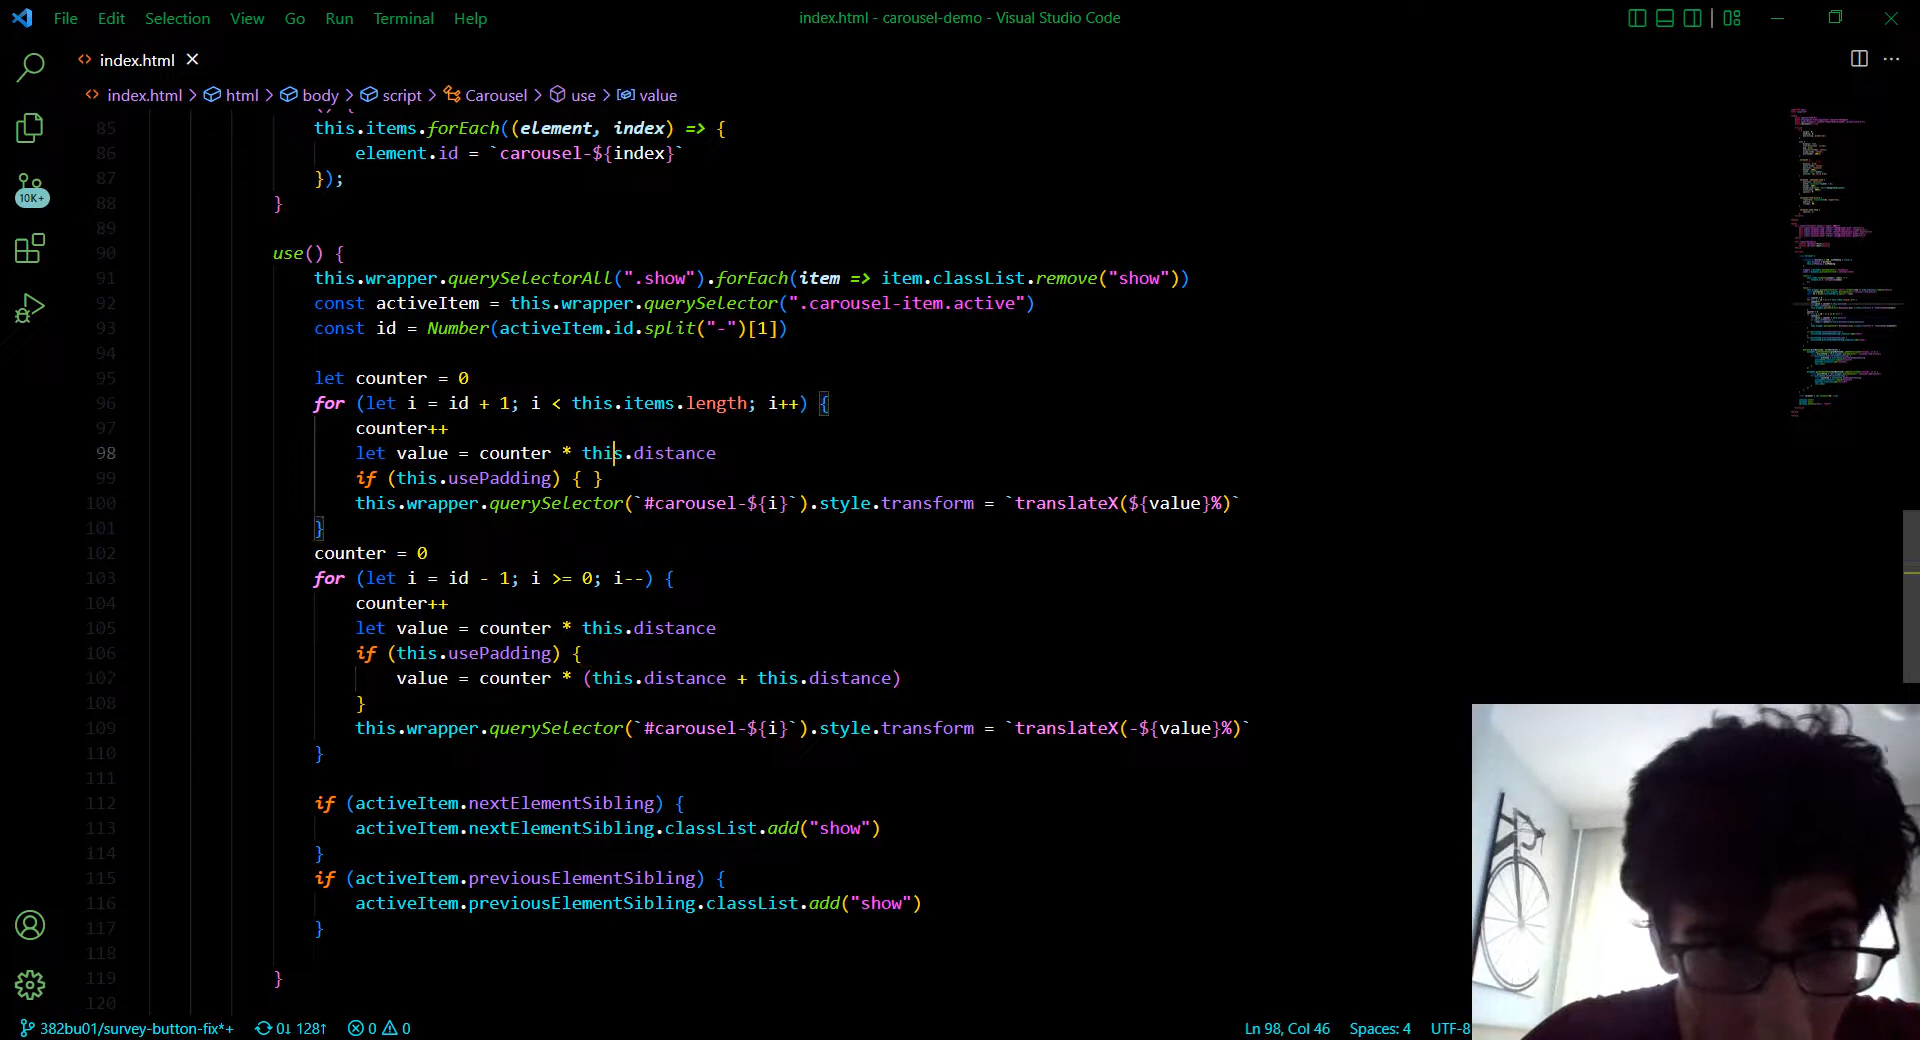 File Edit Selection View Go Run Terminal Help
index.html - carousel-demo - Visual Studio Code
index.html
index.html > html > body > script > Carousel > use > value
85 this.items.forEach((element, index) => {
86 element.id = `carousel-${index}`
87 });
88 }
89
90 use() {
91 this.wrapper.querySelectorAll(".show").forEach(item => item.classList.remove("show"))
92 const activeItem = this.wrapper.querySelector(".carousel-item.active")
93 const id = Number(activeItem.id.split("-")[1])
94
95 let counter = 0
96 for (let i = id + 1; i < this.items.length; i++) {
97 counter++
98 let value = counter * this.distance
99 if (this.usePadding) { }
100 this.wrapper.querySelector(`#carousel-${i}`).style.transform = `translateX(${value}%)`
101 }
102 counter = 0
103 for (let i = id - 1; i >= 0; i--) {
104 counter++
105 let value = counter * this.distance
106 if (this.usePadding) {
107 value = counter * (this.distance + this.distance)
108 }
109 this.wrapper.querySelector(`#carousel-${i}`).style.transform = `translateX(-${value}%)`
110 }
111
112 if (activeItem.nextElementSibling) {
113 activeItem.nextElementSibling.classList.add("show")
114 }
115 if (activeItem.previousElementSibling) {
116 activeItem.previousElementSibling.classList.add("show")
117 }
118
119 }
120
10K+
382bu01/survey-button-fix*+ 0↓ 128↑ 0 0
Ln 98, Col 46 Spaces: 4 UTF-8